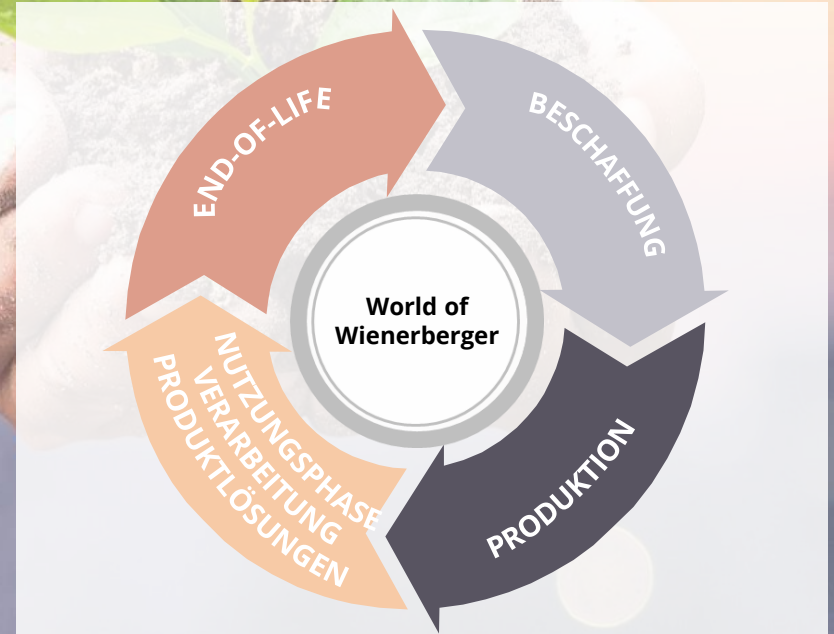 END-OF-LIFE
BESCHAFFUNG
World of
Wienerberger
NUTZUNGSPHASE
VERARBEITUNG
PRODUKTLÖSUNGEN
PRODUKTION